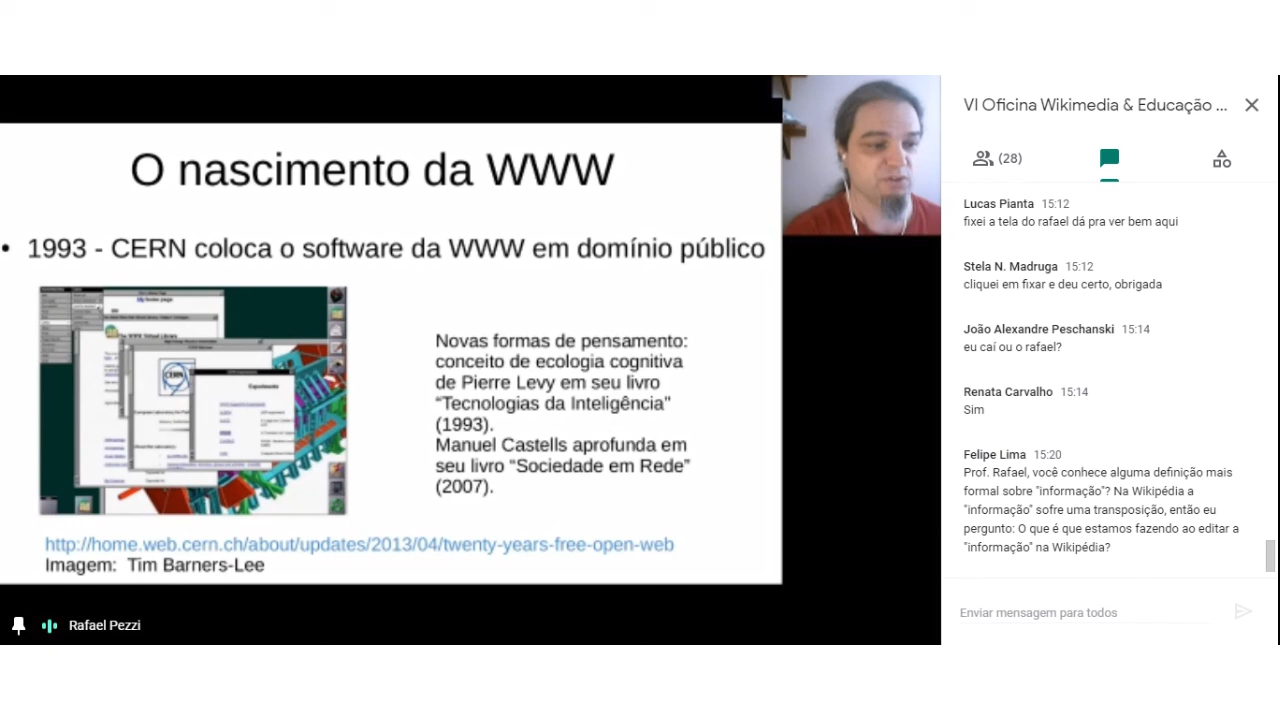 O nascimento da WWW
• 1993 - CERN coloca o software da WWW em domínio público
CERN
Novas formas de pensamento:
conceito de ecologia cognitiva
de Pierre Levy em seu livro
“Tecnologias da Inteligência”
(1993).
Manuel Castells aprofunda em
seu livro “Sociedade em Rede”
(2007).
http://home.web.cern.ch/about/updates/2013/04/twenty-years-free-open-web
Imagem: Tim Barners-Lee
Rafael Pezzi
VI Oficina Wikimedia & Educação ...
(28)
Lucas Pianta 15:12
fixei a tela do rafael dá pra ver bem aqui
Stela N. Madruga 15:12
cliquei em fixar e deu certo, obrigada
João Alexandre Peschanski 15:14
eu caí ou o rafael?
Renata Carvalho 15:14
Sim
Felipe Lima 15:20
Prof. Rafael, você conhece alguma definição mais
formal sobre "informação"? Na Wikipédia a
"informação" sofre uma transposição, então eu
pergunto: O que é que estamos fazendo ao editar a
"informação" na Wikipédia?
Enviar mensagem para todos